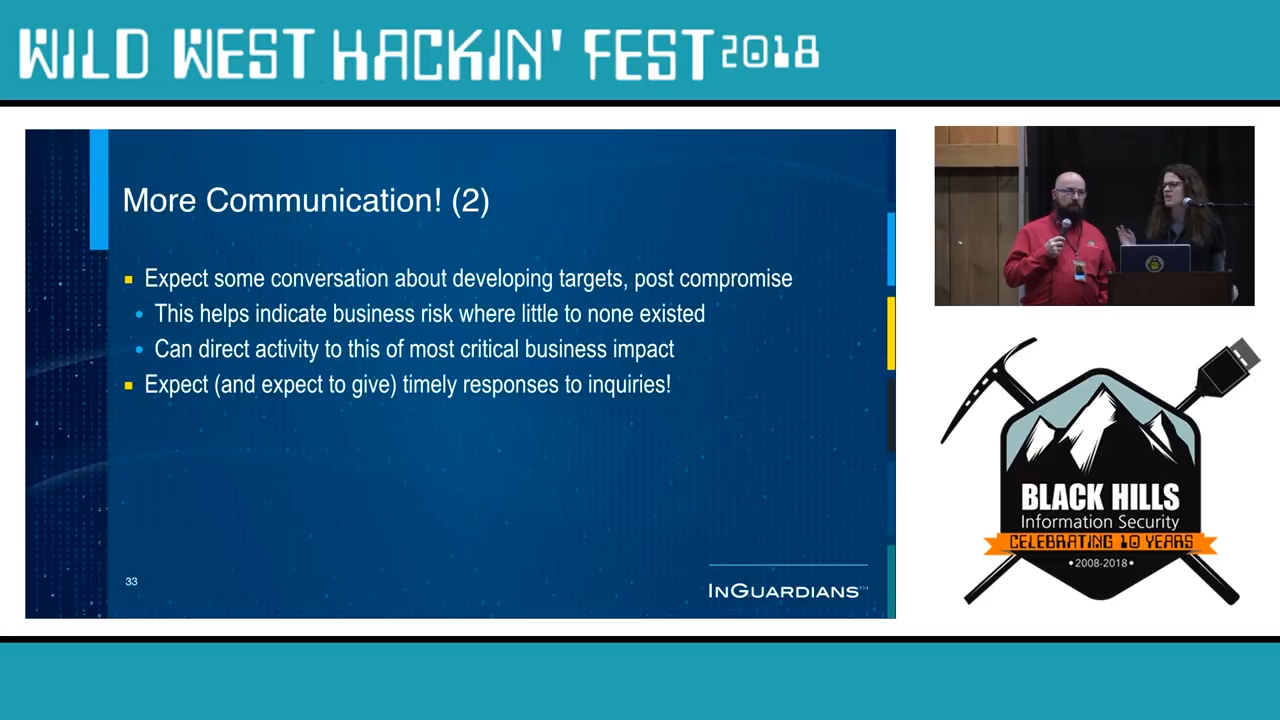 WILD WEST HACKIN' FEST 2018
More Communication! (2)
Expect some conversation about developing targets, post compromise
This helps indicate business risk where little to none existed
Can direct activity to this of most critical business impact
Expect (and expect to give) timely responses to inquiries!
33
INGUARDIANS™
BLACK HILLS
Information Security
CELEBRATING 10 YEARS
•2008-2018•